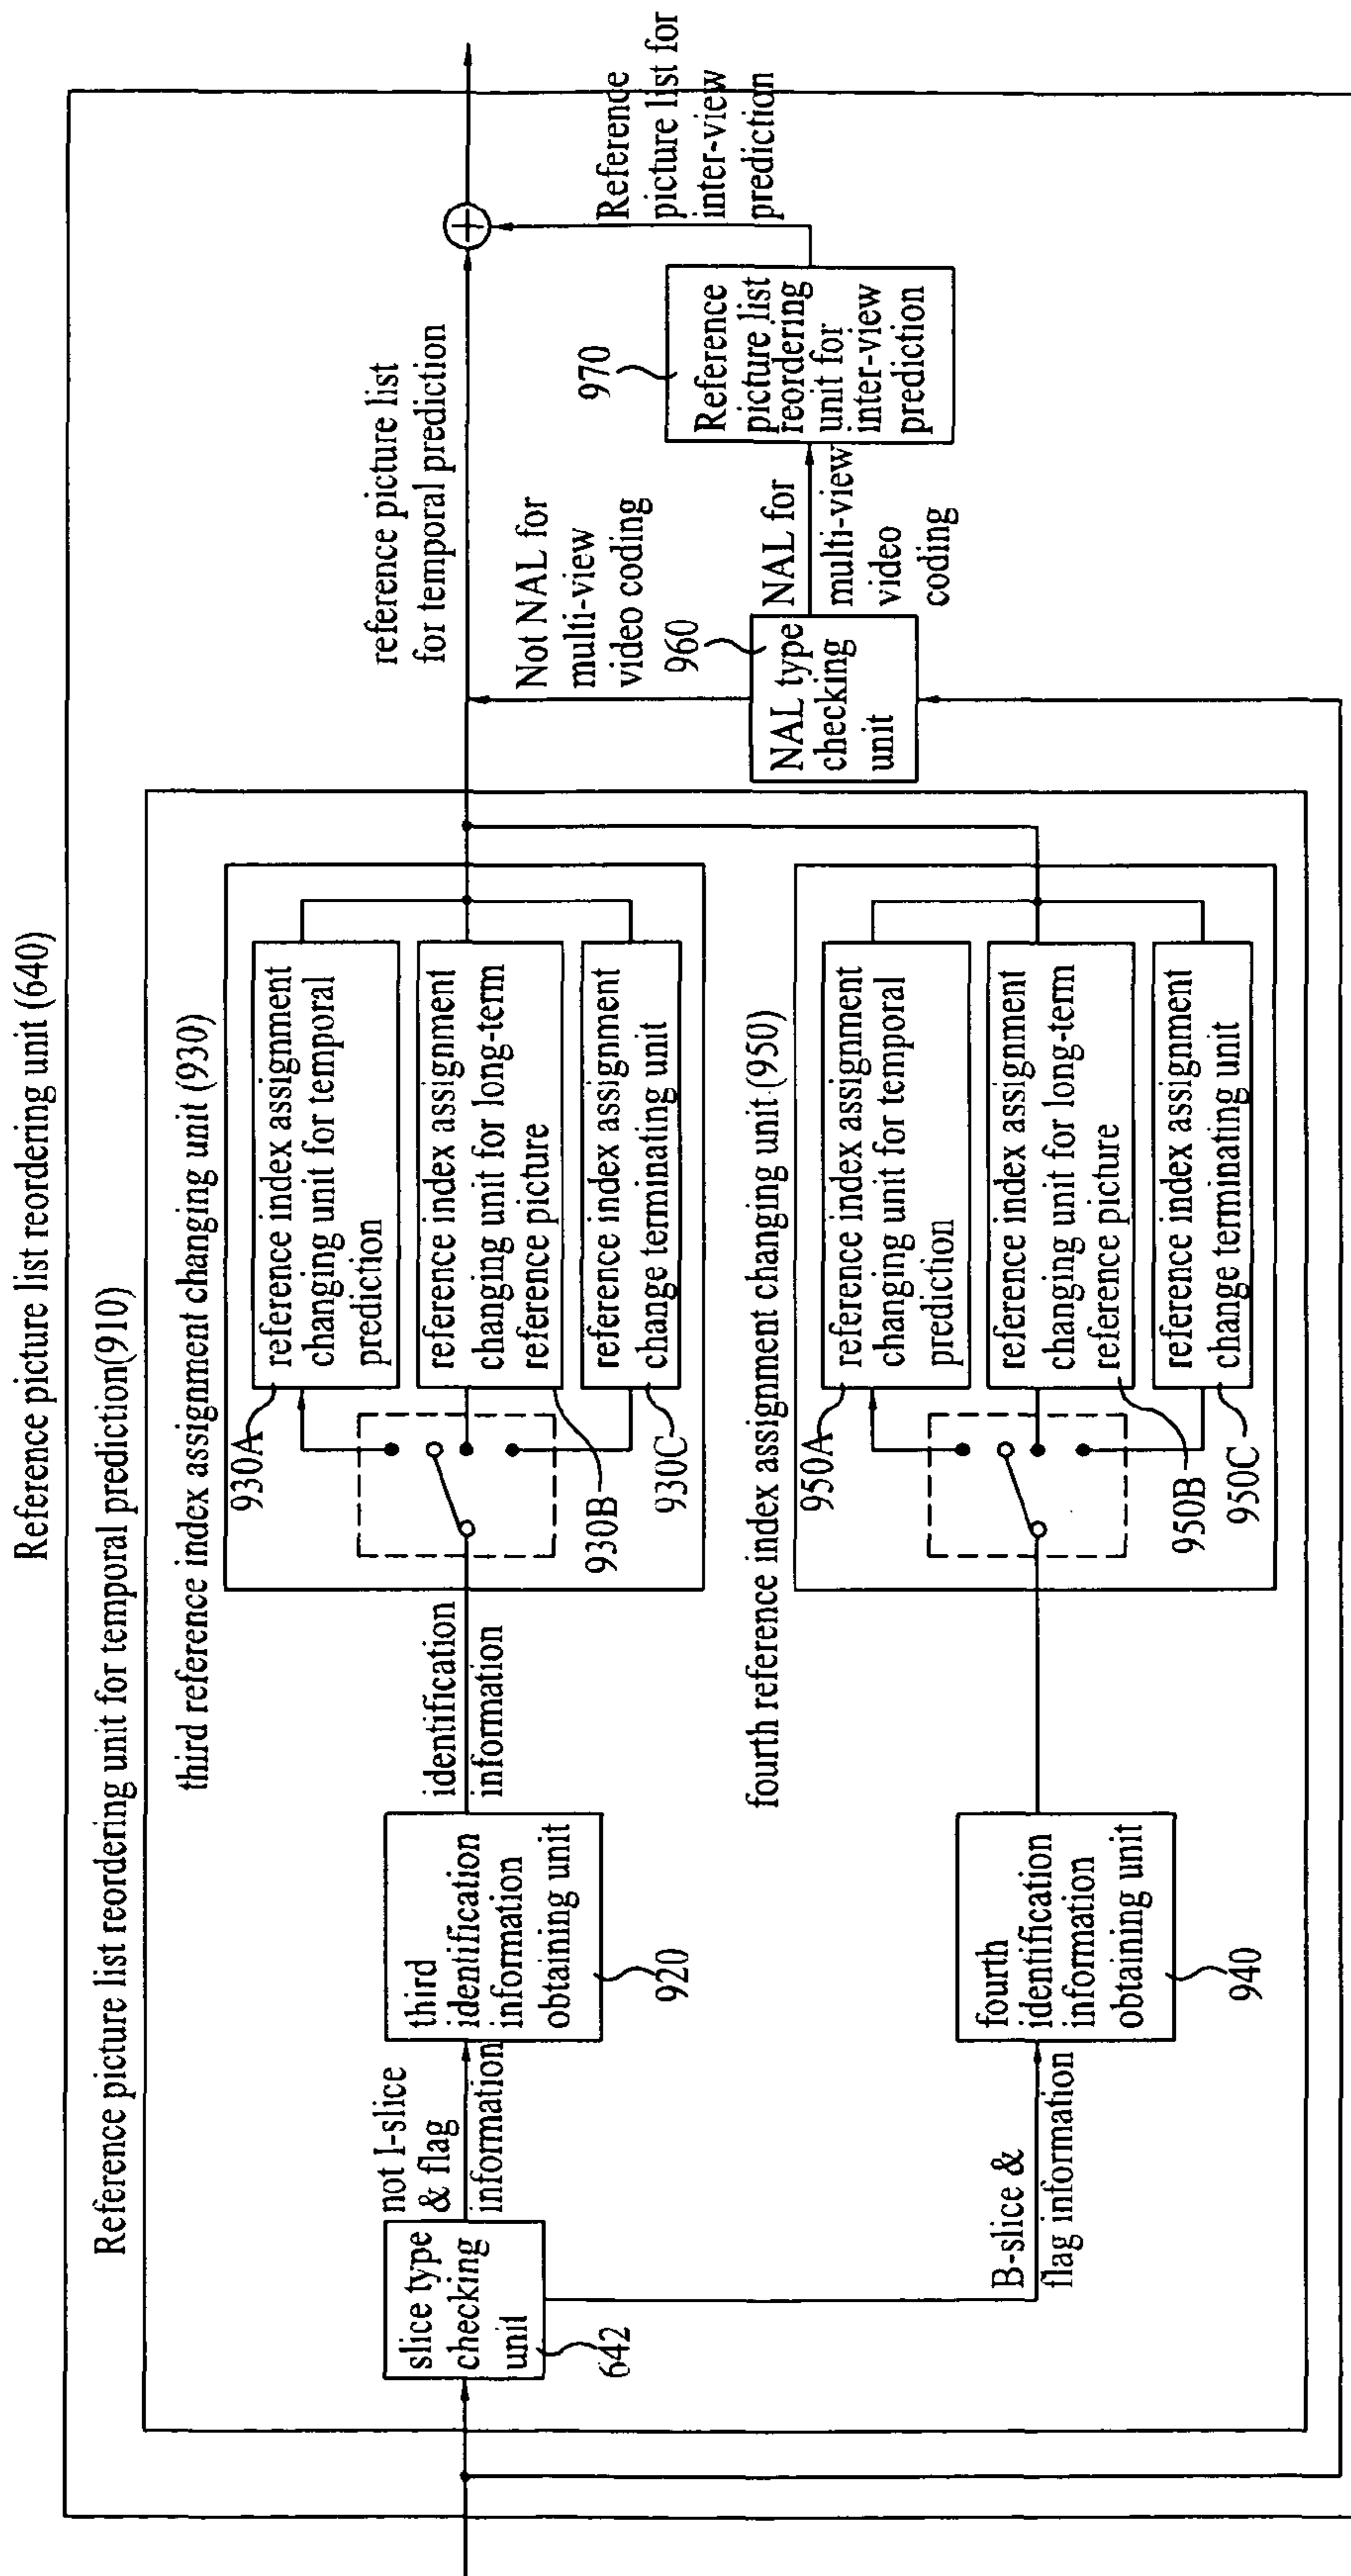 Reference picture list reordering unit (640)
Reference picture list reordering unit for temporal prediction(910)
third reference index assignment changing unit (930)
slice type
checking
unit
642
not I-slice
& flag
information
third
identification
information
obtaining unit
920
identification
information
930A
reference index assignment
changing unit for temporal
prediction
930B
reference index assignment
changing unit for long-term
reference picture
930C
reference index assignment
change terminating unit
B-slice &
flag information
fourth
identification
information
obtaining unit
940
fourth reference index assignment changing unit (950)
950A
reference index assignment
changing unit for temporal
prediction
950B
reference index assignment
changing unit for long-term
reference picture
950C
reference index assignment
change terminating unit
reference picture list
for temporal prediction
Not NAL for
multi-view
video coding
960
NAL type
checking
unit
NAL for
multi-view
video
coding
970
Reference
picture list
reordering
unit for
inter-view
prediction
Reference
picture list for
inter-view
prediction